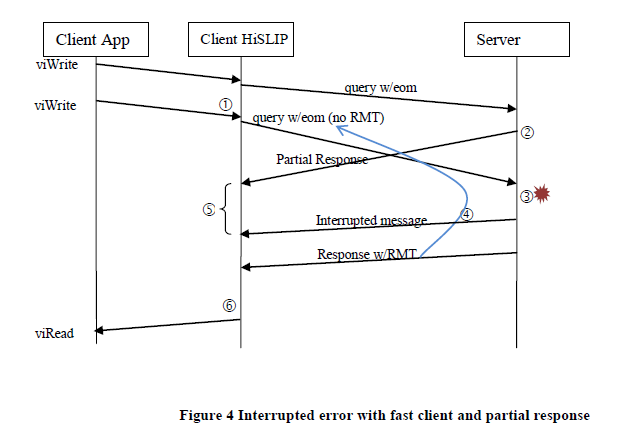 Client App
Client HiSLIP
Server
viWrite
query w/eom
viWrite
①
query w/eom (no RMT)
②
Partial Response
③
⑤
④
Interrupted message
Response w/RMT
⑥
viRead
Figure 4 Interrupted error with fast client and partial response